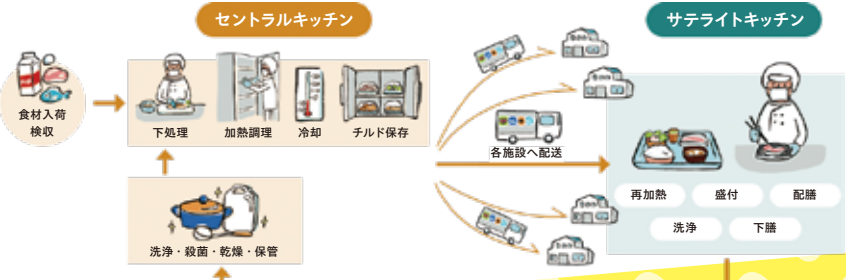 セントラルキッチン
サテライトキッチン
食材入荷
検収
下処理
加熱調理
冷却
チルド保存
各施設へ配送
再加熱
盛付
配膳
洗浄
下膳
洗浄・殺菌・乾燥・保管